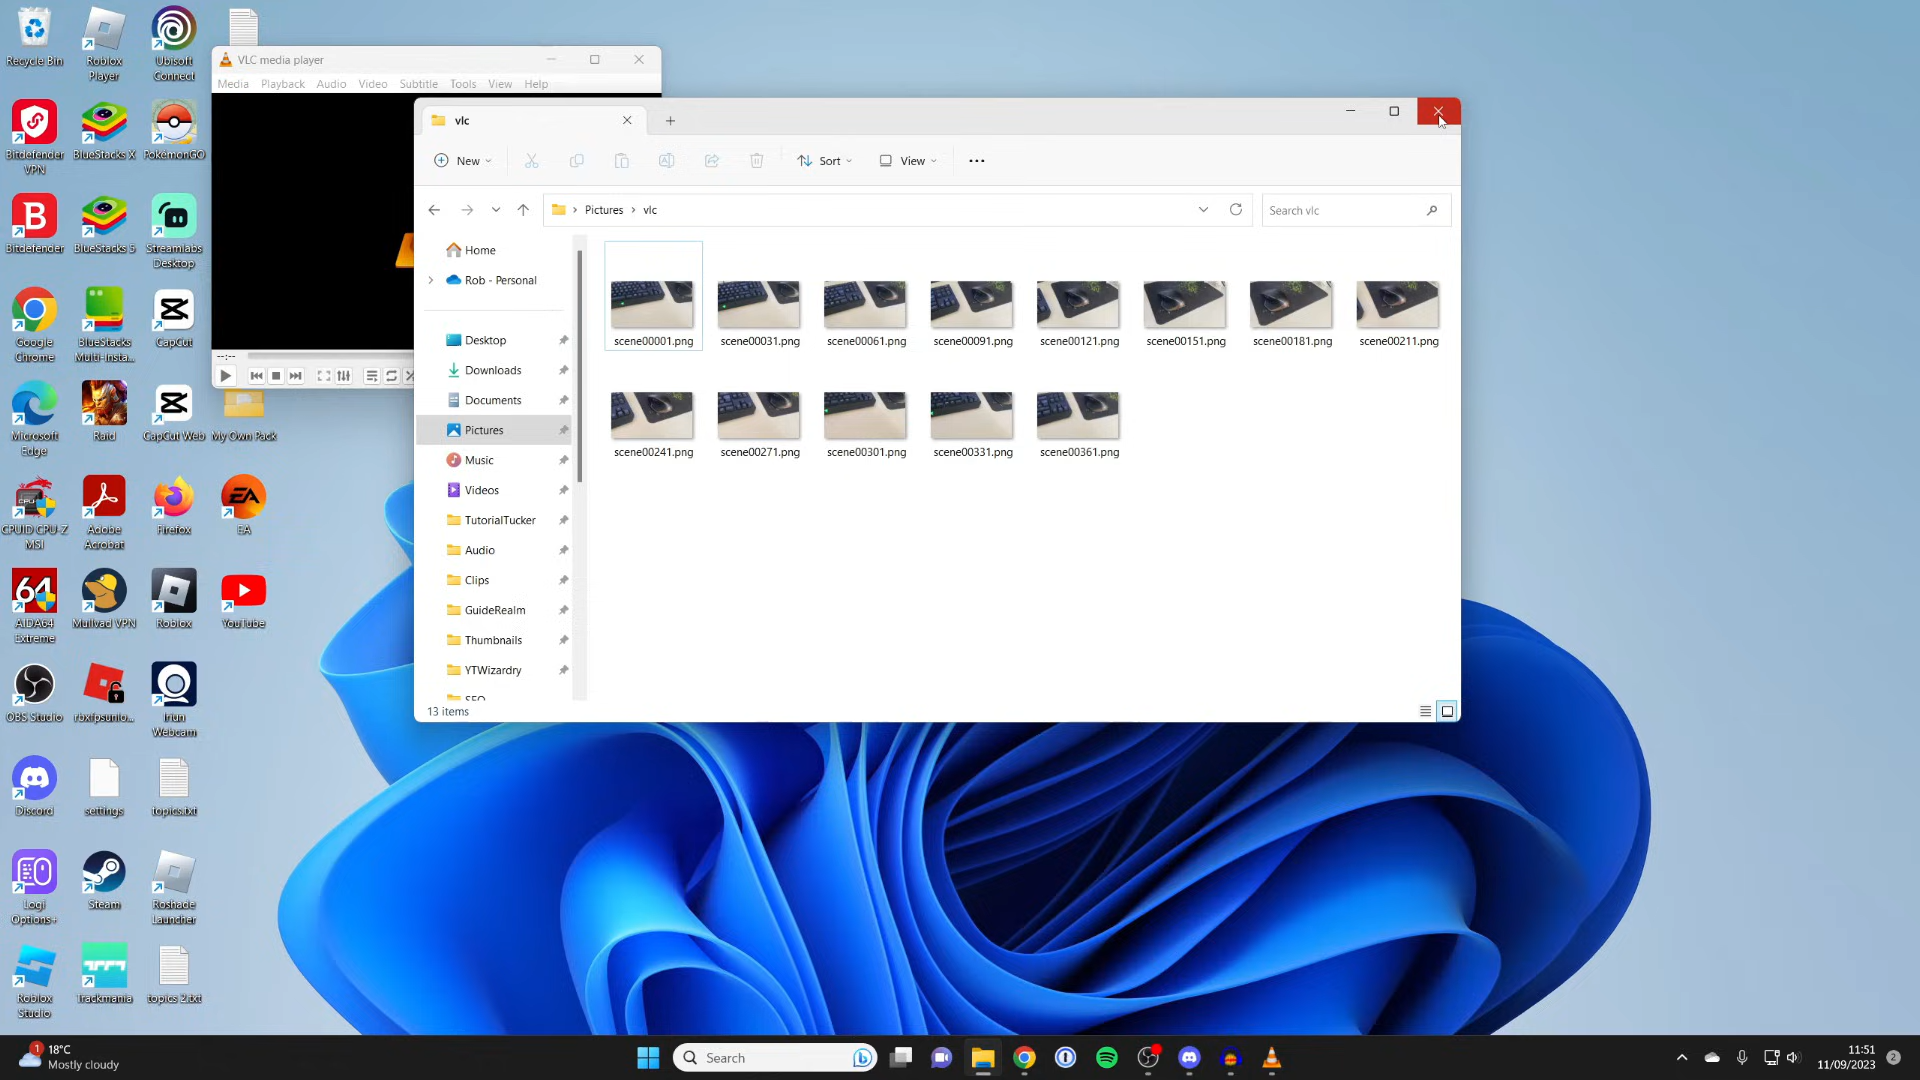 Recycle Bin
Roblox
Player
Ubisoft
Connect
Bitdefender
VPN
BlueStacks X
PokemonGO
Bitdefender
BlueStacks 5
Streamlabs
Desktop
Google
Chrome
BlueStacks
Multi-Insta...
CapCut
Microsoft
Edge
Raid
CapCut Web
My Own Pack
CPUID CPU-Z
MSI
Adobe
Acrobat
Firefox
EA
64
AIDA64
Extreme
Mullvad VPN
Roblox
YouTube
OBS Studio
rbxfpsunlo...
Iriun
Webcam
Discord
settings
topics.txt
Logi
Options+
Steam
Roshade
Launcher
Roblox
Studio
Trackmania
topics 2.txt
VLC media player
Media Playback Audio Video Subtitle Tools View Help
--:--
vlc
New
Sort
View
Pictures > vlc
Search vlc
Home
Rob - Personal
Desktop
Downloads
Documents
Pictures
Music
Videos
TutorialTucker
Audio
Clips
GuideRealm
Thumbnails
YTWizardry
SEO
scene00001.png scene00031.png scene00061.png scene00091.png scene00121.png scene00151.png scene00181.png scene00211.png
scene00241.png scene00271.png scene00301.png scene00331.png scene00361.png
13 items
1
18°C
Mostly cloudy
Search
11:51
11/09/2023
2